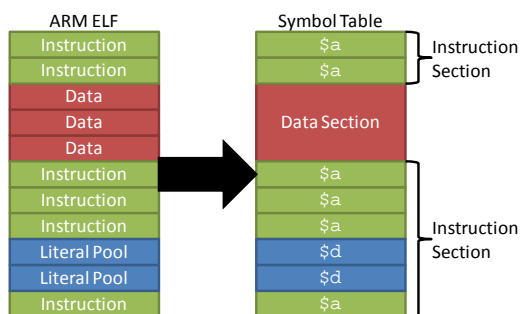 ARM ELF
Instruction
Instruction
Data
Data
Data
Instruction
Instruction
Instruction
Literal Pool
Literal Pool
Instruction
Symbol Table
$a
$a
Data Section
$a
$a
$a
$d
$d
$a
Instruction
Section
Instruction
Section